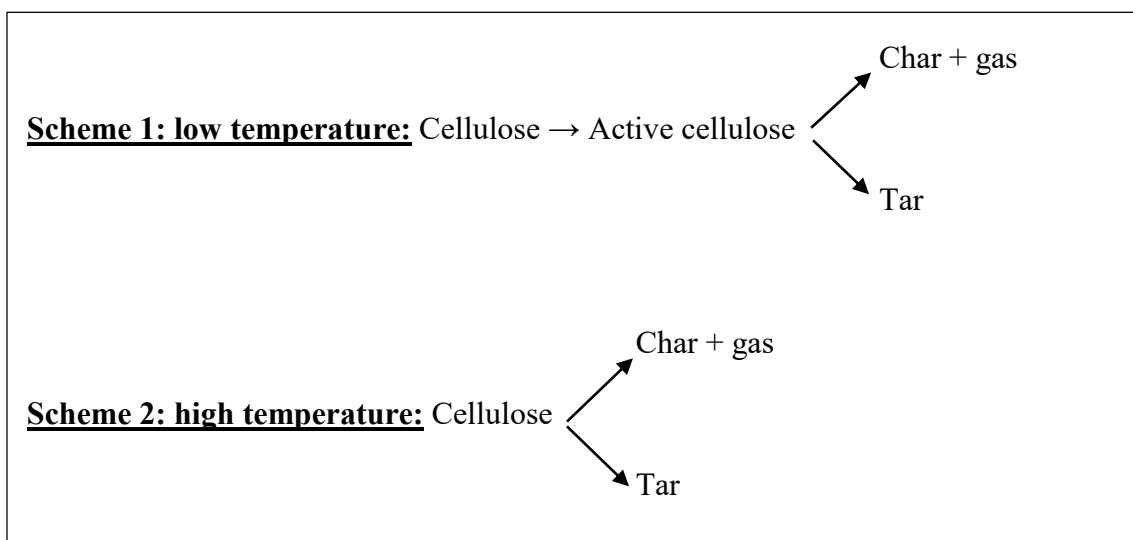 Char + gas
Scheme 1: low temperature: Cellulose → Active cellulose
Tar
Char + gas
Scheme 2: high temperature: Cellulose
Tar